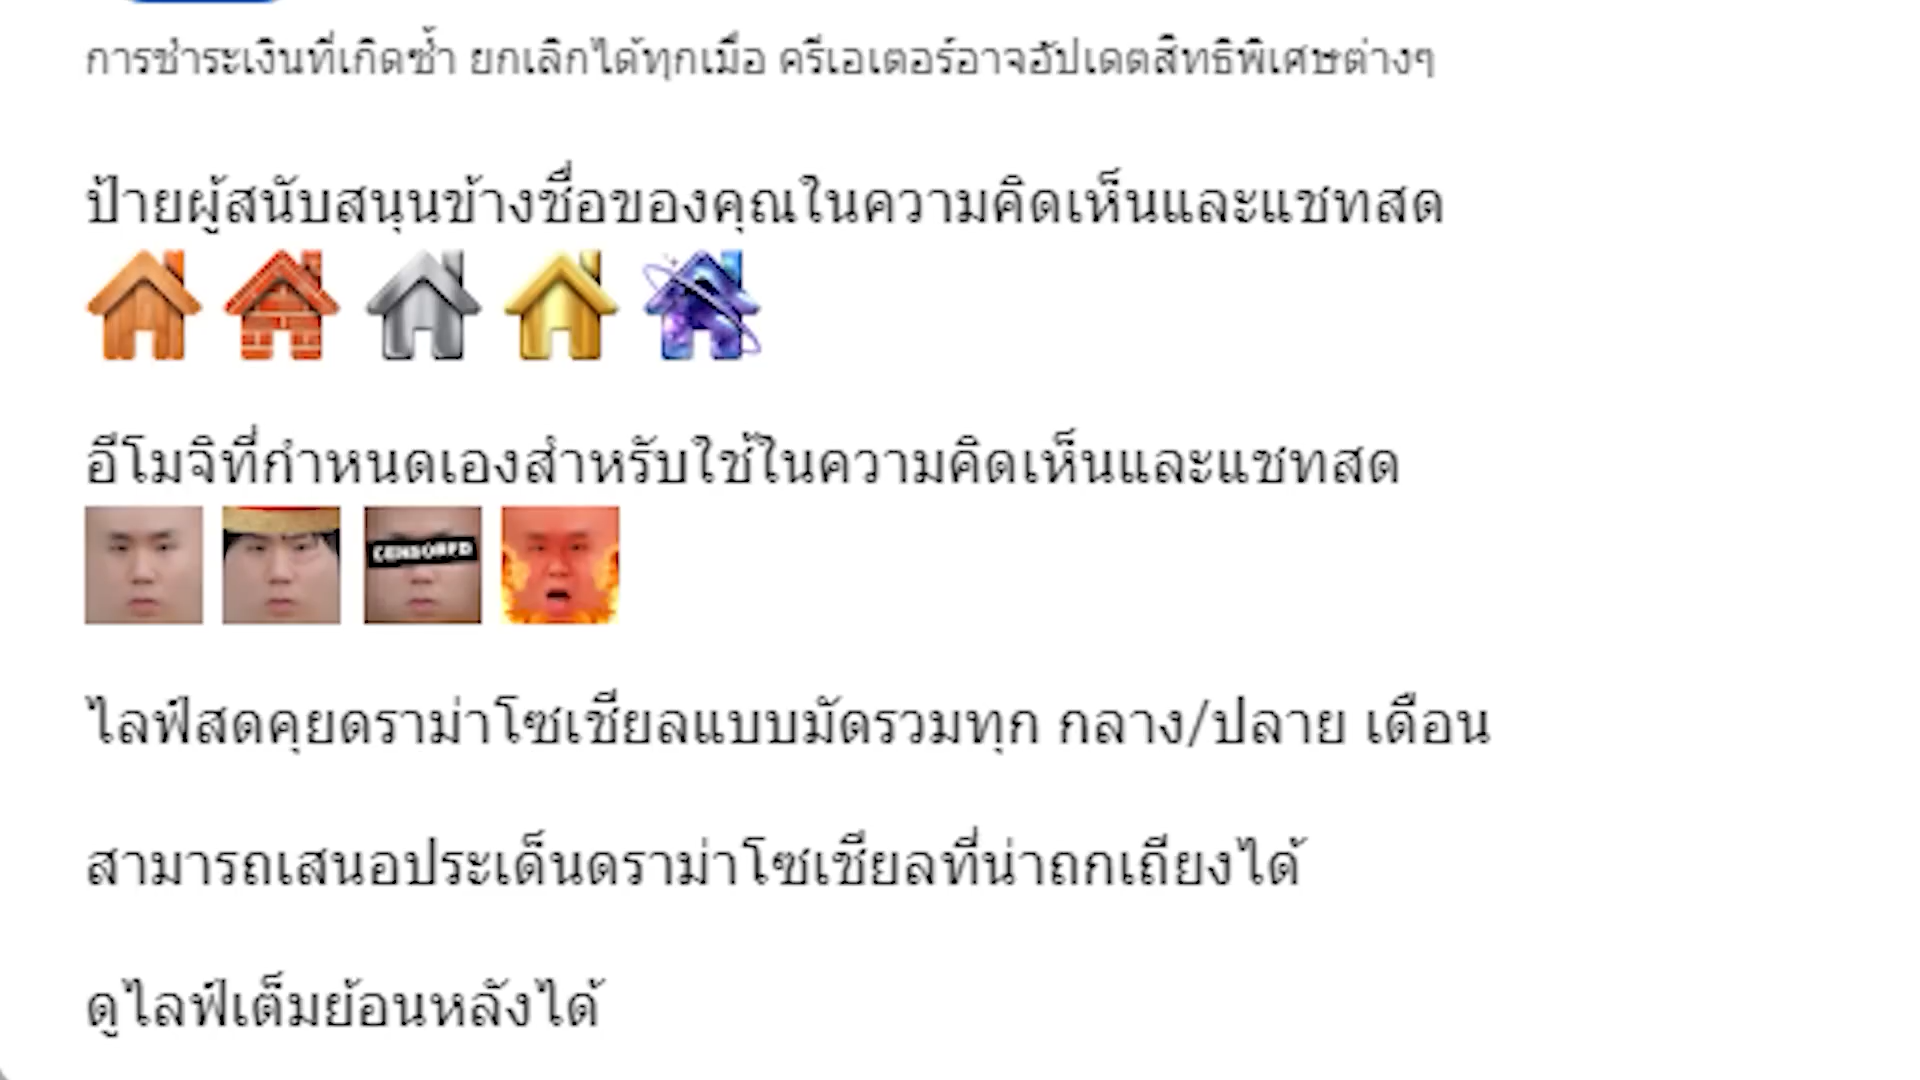 การชำระเงินที่เกิดซ้ำ ยกเลิกได้ทุกเมื่อ ครีเอเตอร์อาจอัปเดตสิทธิพิเศษต่างๆ
ป้ายผู้สนับสนุนข้างชื่อของคุณในความคิดเห็นและแชทสด
อีโมจิที่กำหนดเองสำหรับใช้ในความคิดเห็นและแชทสด
CENSORED
ไลฟ์สดคุยดราม่าโซเชียลแบบมัดรวมทุก กลาง/ปลาย เดือน
สามารถเสนอประเด็นดราม่าโซเชียลที่น่าถกเถียงได้
ดูไลฟ์เต็มย้อนหลังได้